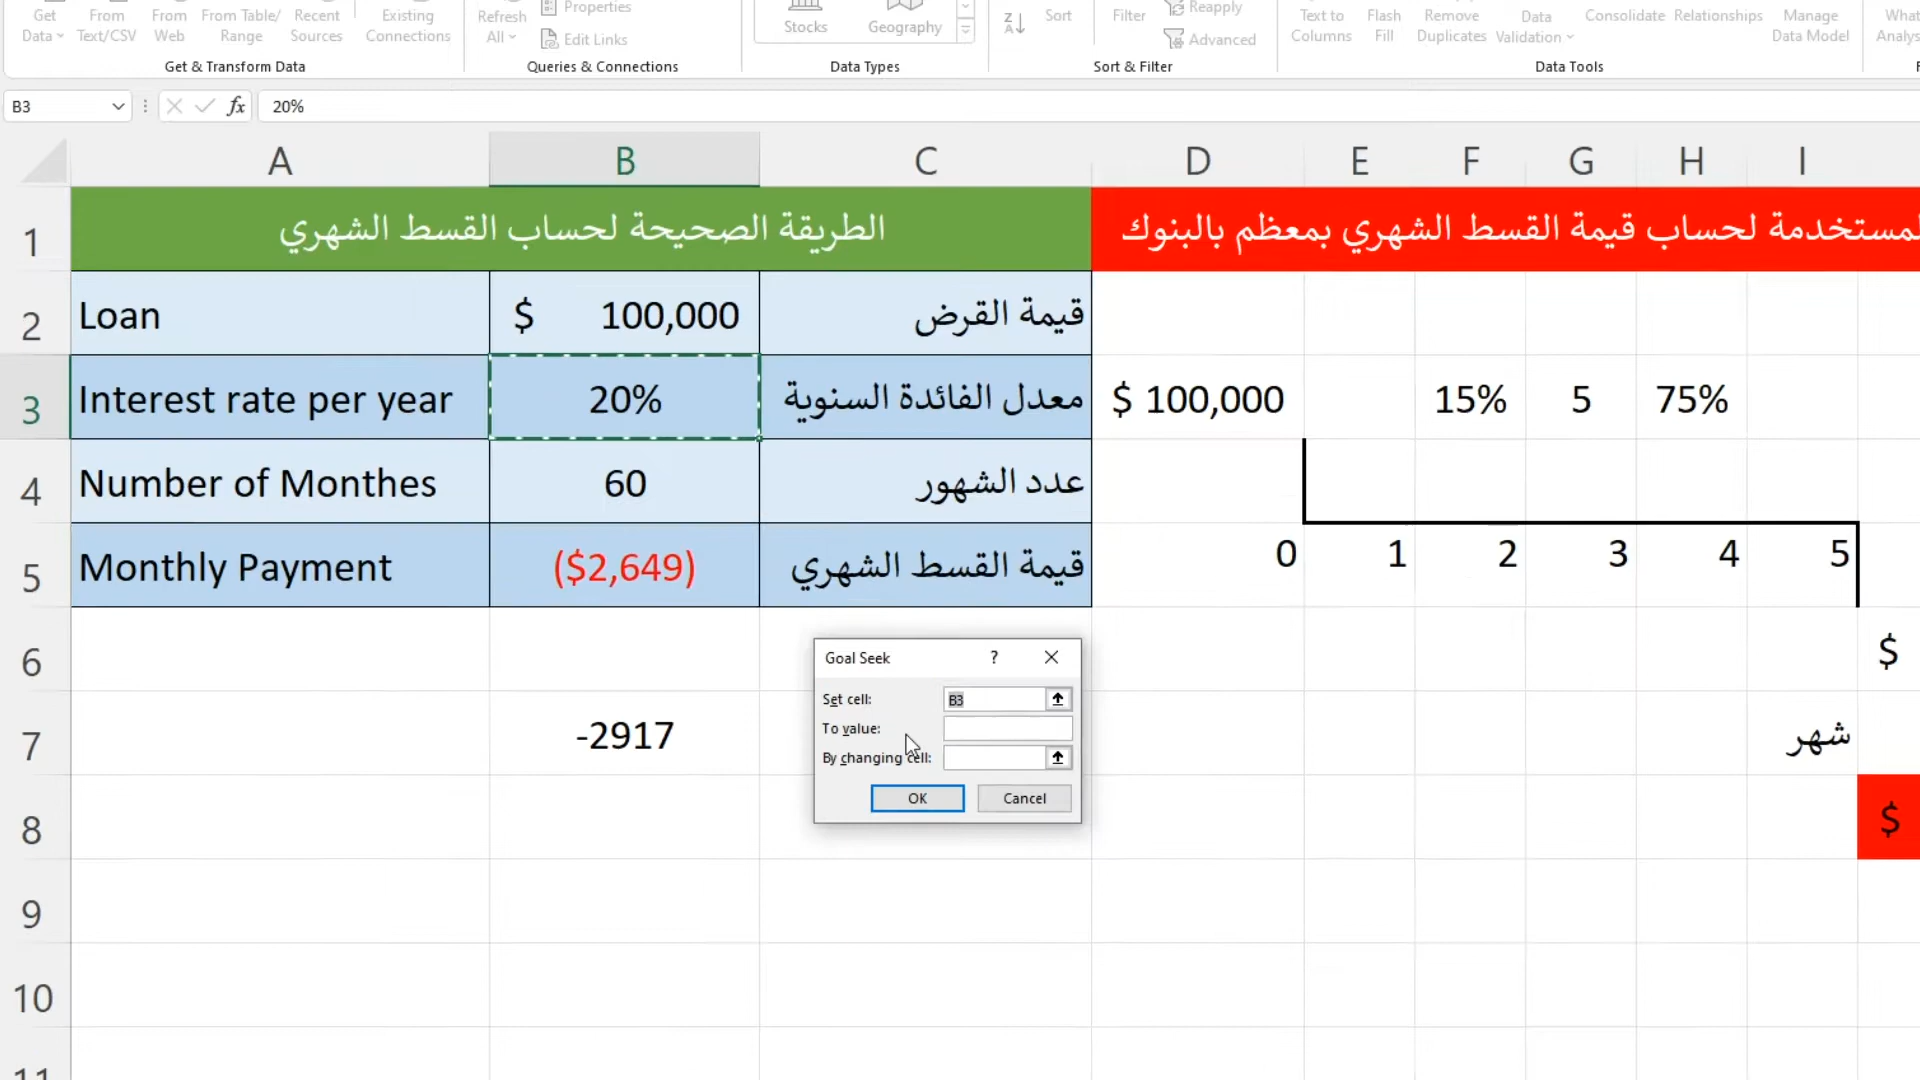 Get Data From Text/CSV From Web From Table/ Range Recent Sources Existing Connections
Get & Transform Data
Refresh All Properties Edit Links
Queries & Connections
Stocks Geography
Data Types
Z A Sort Filter Reapply Advanced
Sort & Filter
Text to Columns Flash Fill Remove Duplicates Data Validation Consolidate Relationships Manage Data Model
Data Tools
B3 fx 20%
A B C D E F G H I
1 الطريقة الصحيحة لحساب القسط الشهري لمستخدمة لحساب قيمة القسط الشهري بمعظم بالبنوك
2 Loan $ 100,000 قيمة القرض
3 Interest rate per year 20% معدل الفائدة السنوية $ 100,000 15% 5 75%
4 Number of Monthes 60 عدد الشهور
5 Monthly Payment ($2,649) قيمة القسط الشهري 0 1 2 3 4 5
6 $
7 -2917 شهر
8 $
9
10
11
Goal Seek ?
Set cell: B3
To value:
By changing cell:
OK Cancel